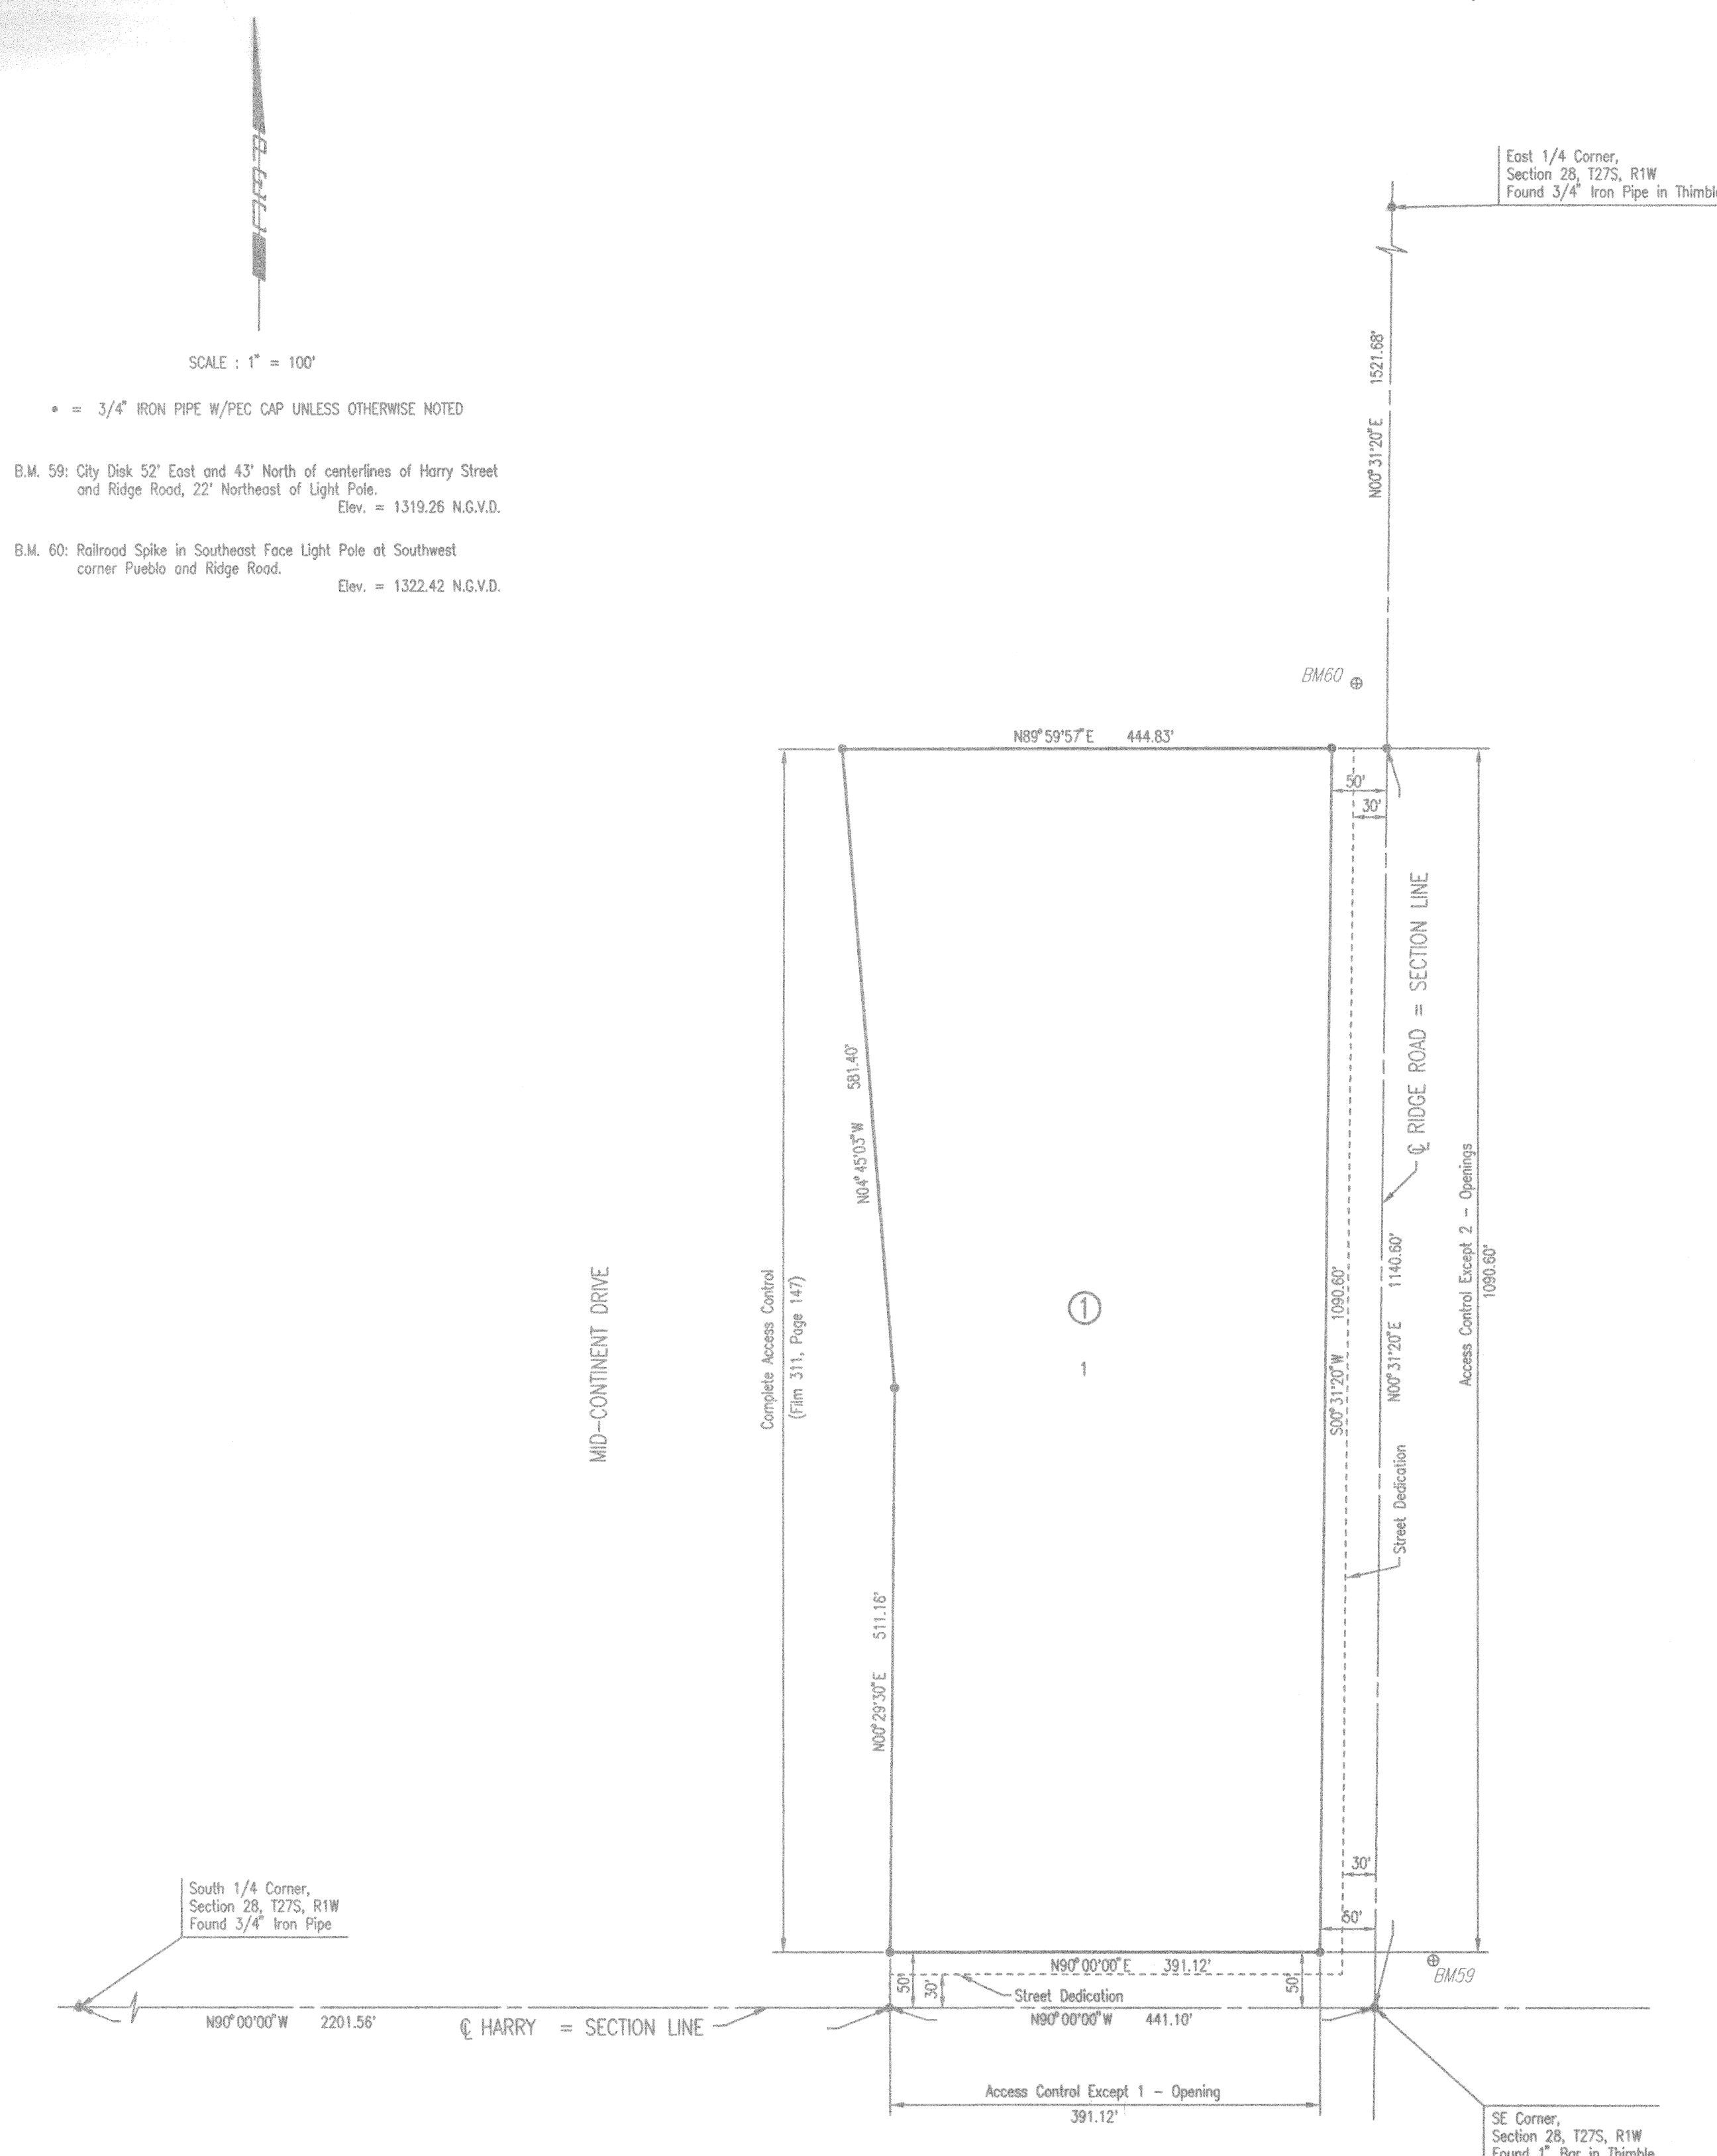 East 1/4 Corner,
Section 28, T27S, R1W
Found 3/4" Iron Pipe in
SCALE : 1" = 100'
• = 3/4" IRON PIPE W/PEC CAP UNLESS OTHERWISE NOTED
B.M. 59: City Disk 52' East and 43' North of centerlines of Harry Street
and Ridge Road, 22' Northeast of Light Pole.
Elev. = 1319.26 N.G.V.D.
B.M. 60: Railroad Spike in Southeast Face Light Pole at Southwest
corner Pueblo and Ridge Road.
Elev. = 1322.42 N.G.V.D.
N00°31'20"E 1521.68'
BM60
N89°59'57"E 444.83'
50'
30'
N04°45'03"W 581.40'
℄ RIDGE ROAD = SECTION LINE
MID-CONTINENT DRIVE
Complete Access Control
(Film 311, Page 147)
1
1
S00°31'20"W 1090.60'
N00°31'20"E 1140.60'
Access Control Except 2 - Openings
1090.60'
Street Dedication
N00°29'30"E 511.16'
30'
50'
South 1/4 Corner,
Section 28, T27S, R1W
Found 3/4" Iron Pipe
N90°00'00"E 391.12'
BM59
50'
30'
50'
Street Dedication
N90°00'00"W 2201.56'
℄ HARRY = SECTION LINE
N90°00'00"W 441.10'
Access Control Except 1 - Opening
391.12'
SE Corner,
Section 28, T27S, R1W
Found 1" Bar in Thimble